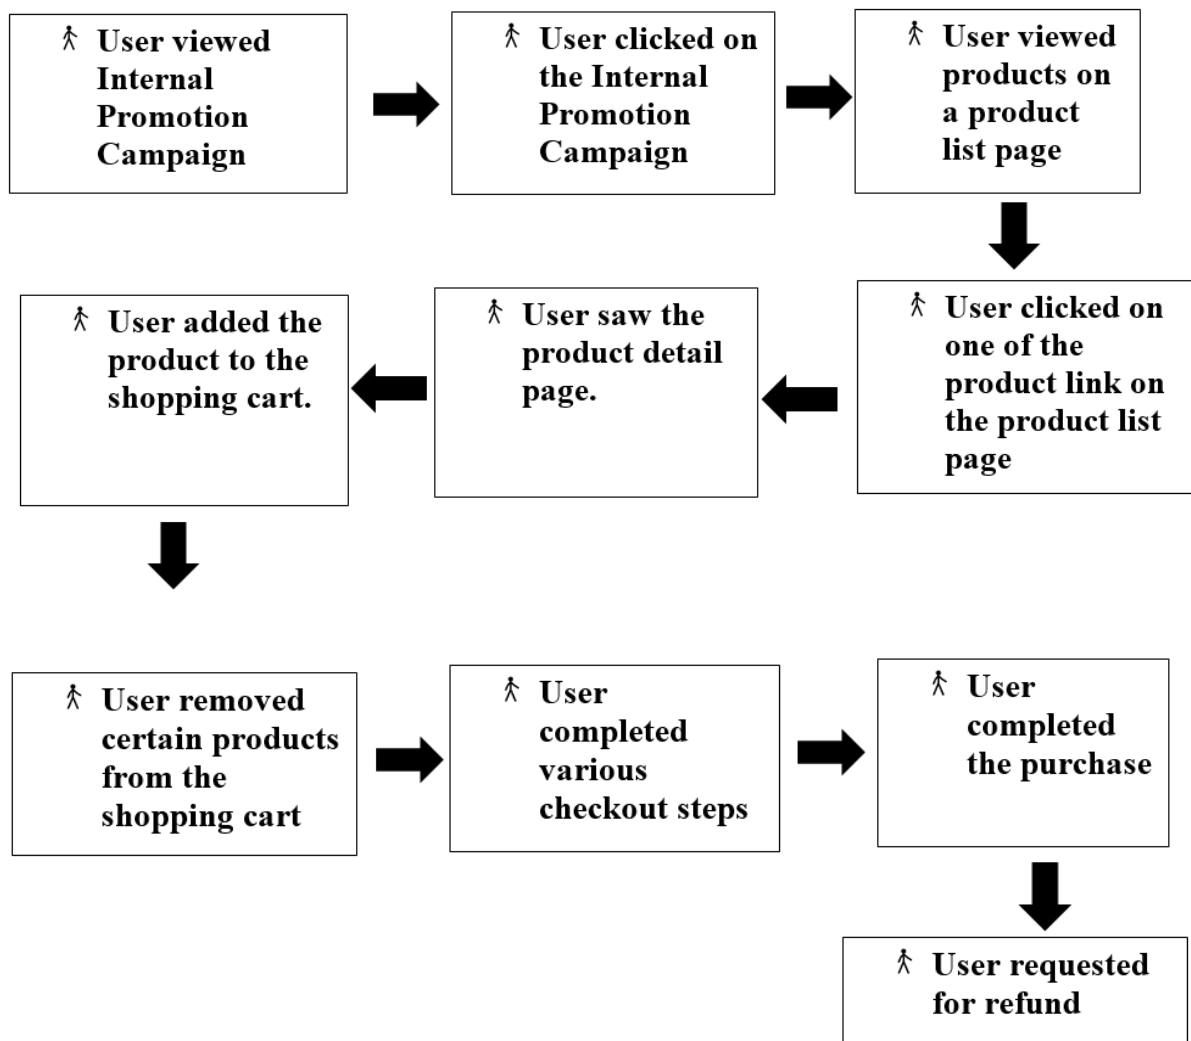 User viewed
Internal
Promotion
Campaign
User clicked on
the Internal
Promotion
Campaign
User viewed
products on
a product
list page
User clicked on
one of the
product link on
the product list
page
User saw the
product detail
page.
User added the
product to the
shopping cart.
User removed
certain products
from the
shopping cart
User
completed
various
checkout steps
User
completed
the purchase
User requested
for refund